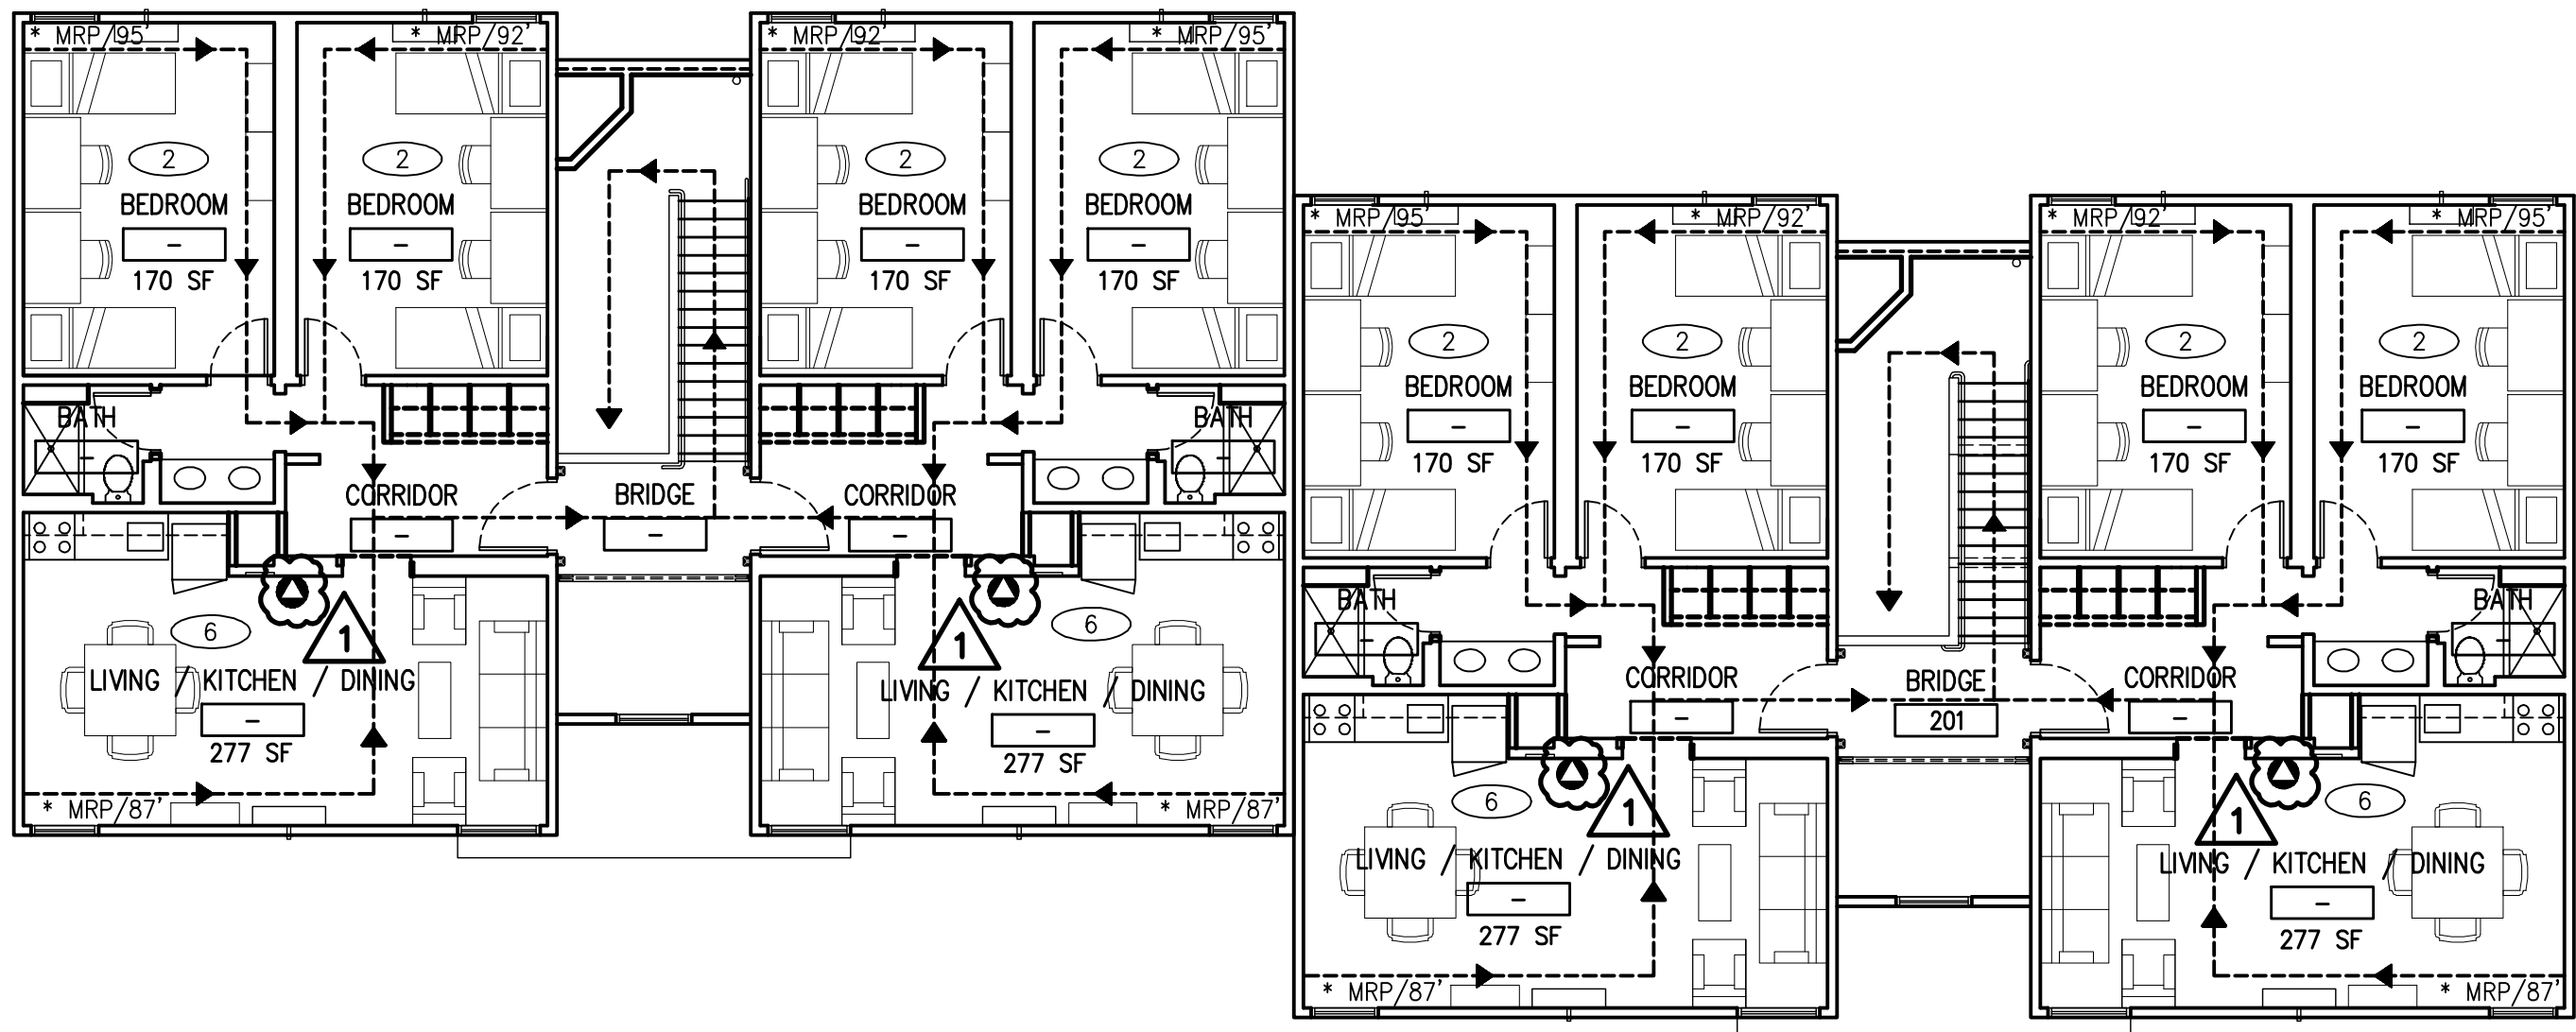 * MRP/95'
* MRP/92'
* MRP/92'
* MRP/95'
2
2
2
2
BEDROOM
BEDROOM
BEDROOM
BEDROOM
-
-
-
-
170 SF
170 SF
170 SF
170 SF
BATH
-
BATH
-
CORRIDOR
BRIDGE
CORRIDOR
-
-
-
6
1
1
6
LIVING / KITCHEN / DINING
LIVING / KITCHEN / DINING
-
-
277 SF
277 SF
* MRP/87'
* MRP/87'
* MRP/95'
* MRP/92'
* MRP/92'
* MRP/95'
2
2
2
2
BEDROOM
BEDROOM
BEDROOM
BEDROOM
-
-
-
-
170 SF
170 SF
170 SF
170 SF
BATH
-
BATH
-
CORRIDOR
BRIDGE
CORRIDOR
-
201
-
6
1
1
6
LIVING / KITCHEN / DINING
LIVING / KITCHEN / DINING
-
-
277 SF
277 SF
* MRP/87'
* MRP/87'